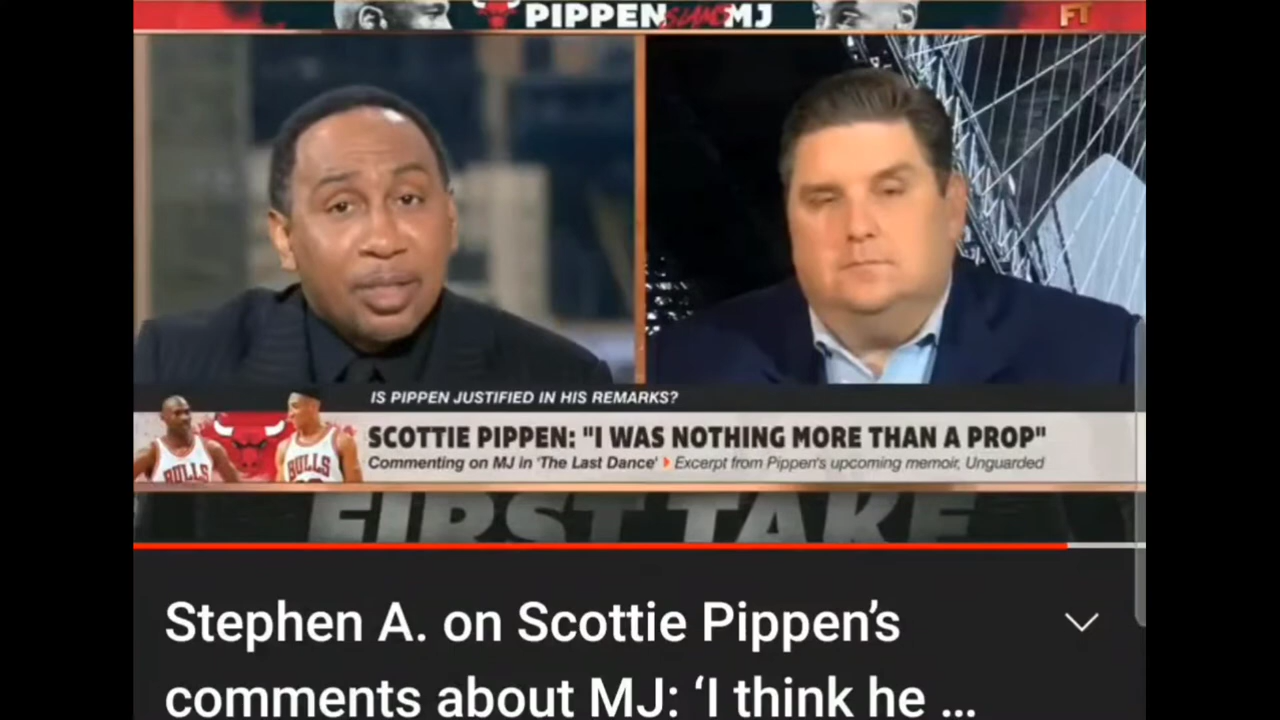 PIPPEN SLAMS MJ
FT
IS PIPPEN JUSTIFIED IN HIS REMARKS?
SCOTTIE PIPPEN: "I WAS NOTHING MORE THAN A PROP"
Commenting on MJ in 'The Last Dance' Excerpt from Pippen's upcoming memoir, Unguarded
BULLS
BULLS
FIRST TAKE
Stephen A. on Scottie Pippen’s
comments about MJ: ‘I think he ...